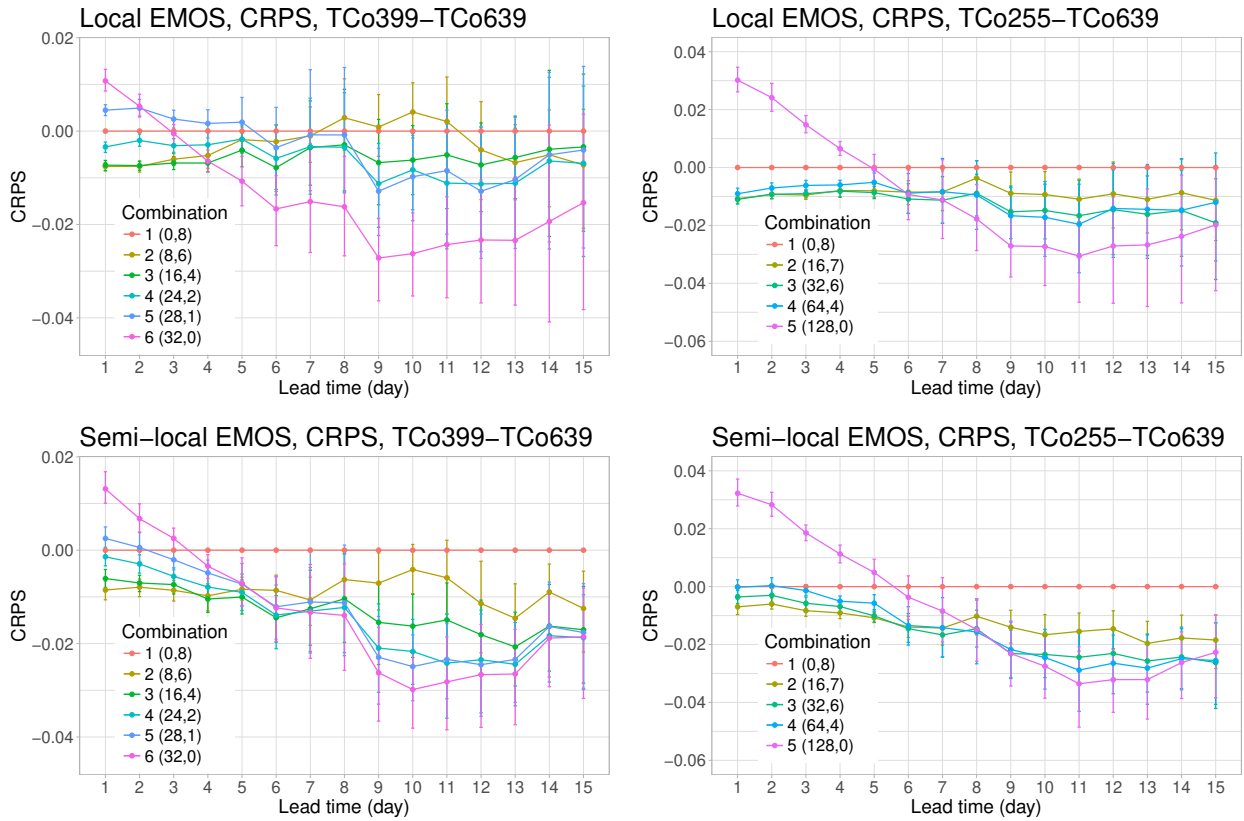 Local EMOS, CRPS, TCo399−TCo639
0.02
0.00
−0.02
−0.04
CRPS
Combination
1 (0,8)
2 (8,6)
3 (16,4)
4 (24,2)
5 (28,1)
6 (32,0)
1 2 3 4 5 6 7 8 9 10 11 12 13 14 15
Lead time (day)
Local EMOS, CRPS, TCo255−TCo639
0.04
0.02
0.00
−0.02
−0.04
−0.06
CRPS
Combination
1 (0,8)
2 (16,7)
3 (32,6)
4 (64,4)
5 (128,0)
1 2 3 4 5 6 7 8 9 10 11 12 13 14 15
Lead time (day)
Semi−local EMOS, CRPS, TCo399−TCo639
0.02
0.00
−0.02
−0.04
CRPS
Combination
1 (0,8)
2 (8,6)
3 (16,4)
4 (24,2)
5 (28,1)
6 (32,0)
1 2 3 4 5 6 7 8 9 10 11 12 13 14 15
Lead time (day)
Semi−local EMOS, CRPS, TCo255−TCo639
0.04
0.02
0.00
−0.02
−0.04
−0.06
CRPS
Combination
1 (0,8)
2 (16,7)
3 (32,6)
4 (64,4)
5 (128,0)
1 2 3 4 5 6 7 8 9 10 11 12 13 14 15
Lead time (day)